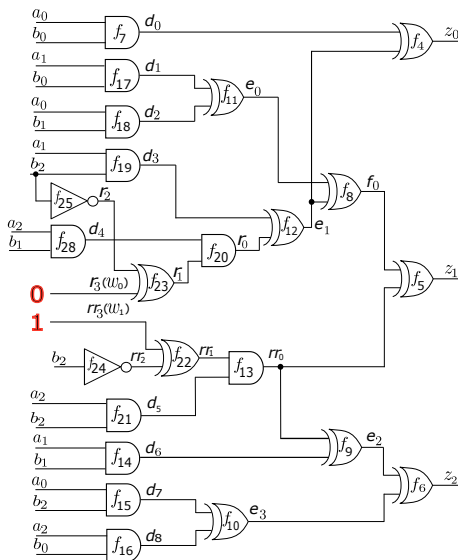 a₀
b₀
f₇
d₀
f₄
z₀
a₁
b₀
f₁₇
d₁
f₁₁
e₀
a₀
b₁
f₁₈
d₂
a₁
b₂
f₁₉
d₃
f₈
f₀
f₂₅
r₂
f₁₂
e₁
a₂
b₁
f₂₈
d₄
f₂₀
r₀
0
r₃(w₀)
f₂₃
r₁
f₅
z₁
1
rr₃(w₁)
b₂
f₂₄
rr₂
f₂₂
rr₁
f₁₃
rr₀
a₂
b₂
f₂₁
d₅
a₁
b₁
f₁₄
d₆
f₉
e₂
a₀
b₂
f₁₅
d₇
f₁₀
e₃
f₆
z₂
a₂
b₀
f₁₆
d₈